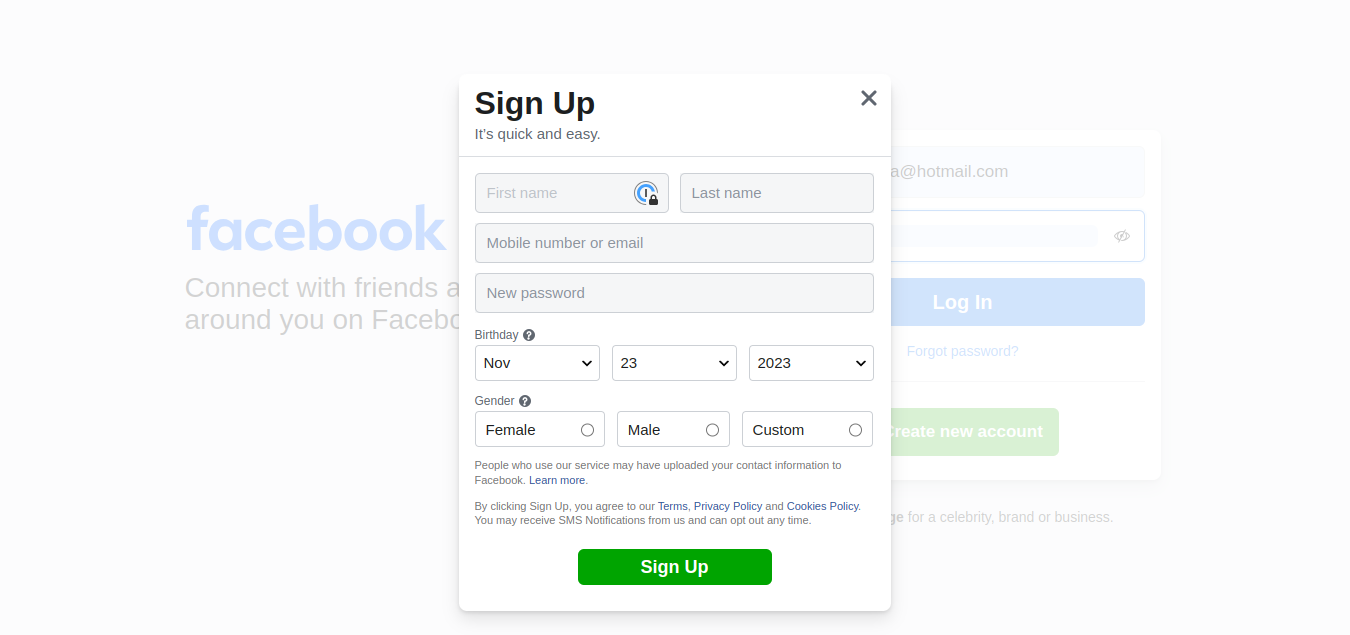 Sign Up
It's quick and easy.
First name
Last name
Mobile number or email
New password
Birthday
Nov
23
2023
Gender
Female
Male
Custom
People who use our service may have uploaded your contact information to
Facebook. Learn more.
By clicking Sign Up, you agree to our Terms, Privacy Policy and Cookies Policy.
You may receive SMS Notifications from us and can opt out any time.
Sign Up
facebook
Connect with friends
around you on
a@hotmail.com
Log In
Forgot password?
Create new account
for a celebrity, brand or business.